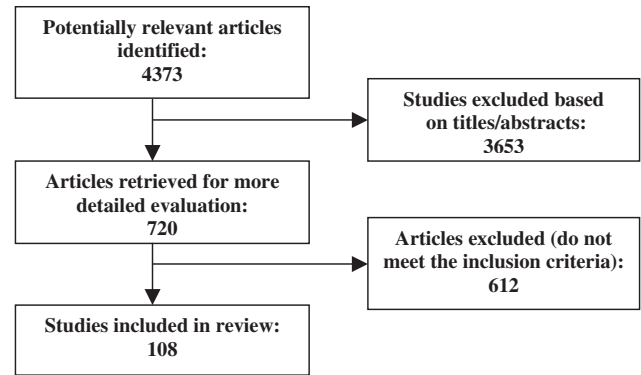 Potentially relevant articles
identified:
4373
Studies excluded based
on titles/abstracts:
3653
Articles retrieved for more
detailed evaluation:
720
Articles excluded (do not
meet the inclusion criteria):
612
Studies included in review:
108